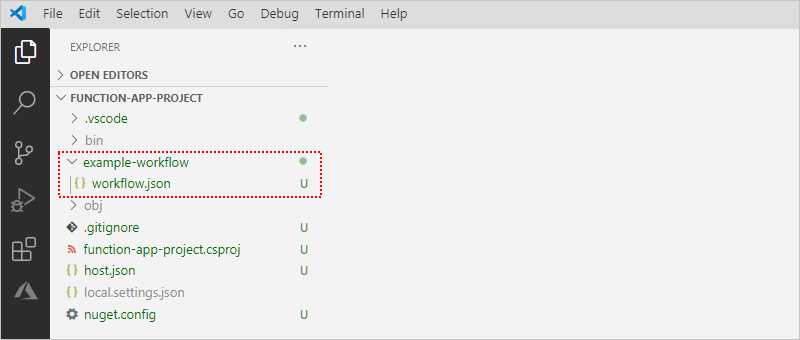 File Edit Selection View Go Debug Terminal Help
EXPLORER ...
OPEN EDITORS
FUNCTION-APP-PROJECT
.vscode
bin
example-workflow
{} workflow.json U
obj
.gitignore U
function-app-project.csproj U
{} host.json U
{} local.settings.json
nuget.config U